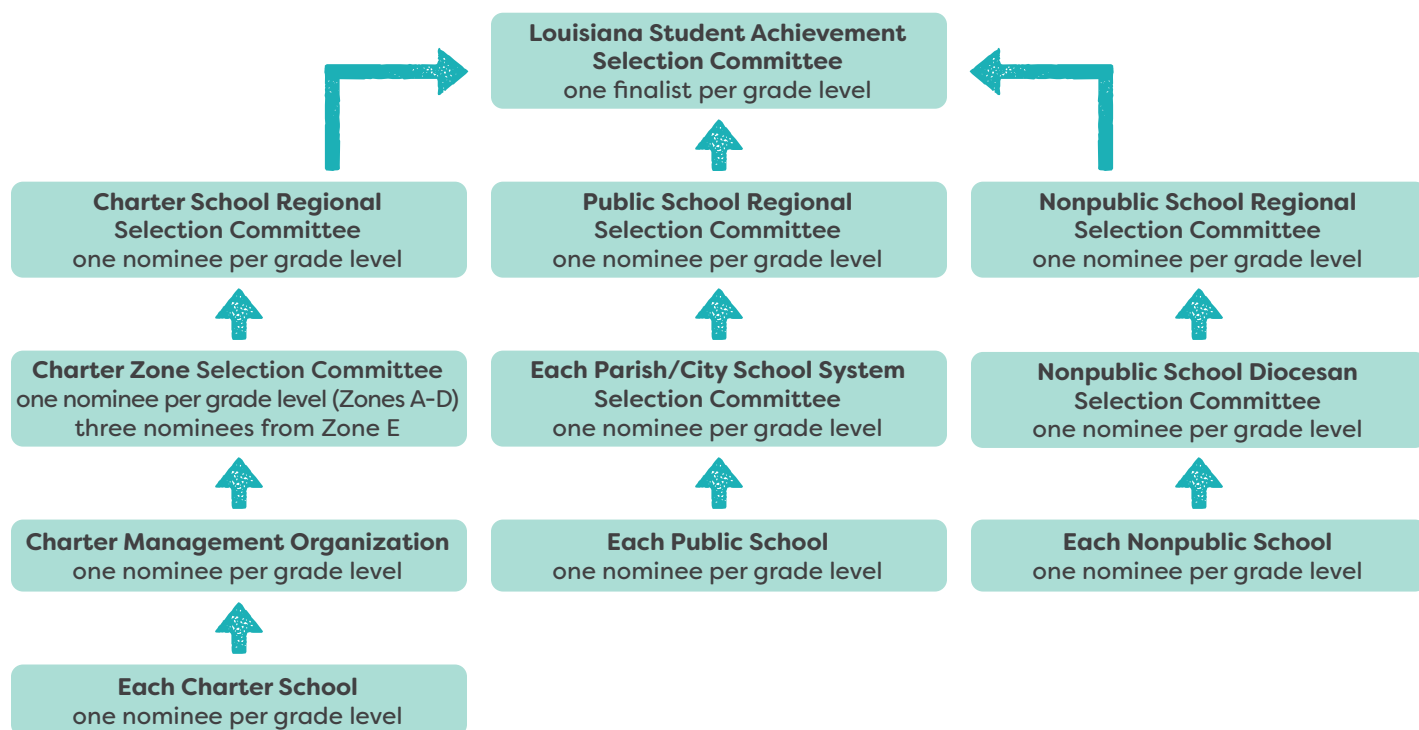 Louisiana Student Achievement
Selection Committee
one finalist per grade level
Charter School Regional
Selection Committee
one nominee per grade level
Public School Regional
Selection Committee
one nominee per grade level
Nonpublic School Regional
Selection Committee
one nominee per grade level
Charter Zone Selection Committee
one nominee per grade level (Zones A-D)
three nominees from Zone E
Each Parish/City School System
Selection Committee
one nominee per grade level
Nonpublic School Diocesan
Selection Committee
one nominee per grade level
Charter Management Organization
one nominee per grade level
Each Public School
one nominee per grade level
Each Nonpublic School
one nominee per grade level
Each Charter School
one nominee per grade level